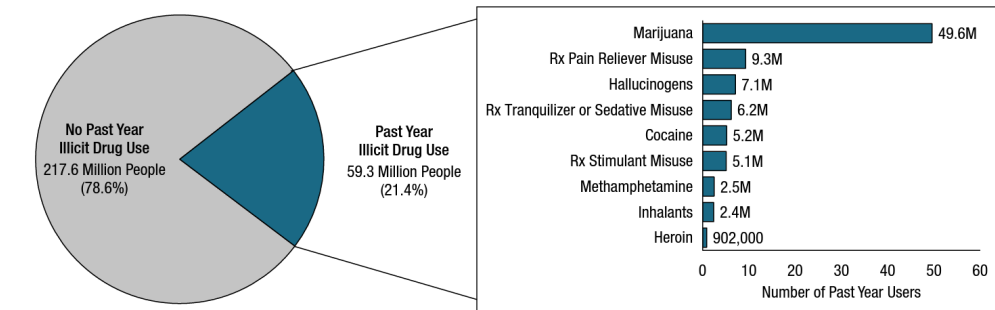 No Past Year
Illicit Drug Use
217.6 Million People
(78.6%)
Past Year
Illicit Drug Use
59.3 Million People
(21.4%)
Marijuana 49.6M
Rx Pain Reliever Misuse 9.3M
Hallucinogens 7.1M
Rx Tranquilizer or Sedative Misuse 6.2M
Cocaine 5.2M
Rx Stimulant Misuse 5.1M
Methamphetamine 2.5M
Inhalants 2.4M
Heroin 902,000
0 10 20 30 40 50 60
Number of Past Year Users